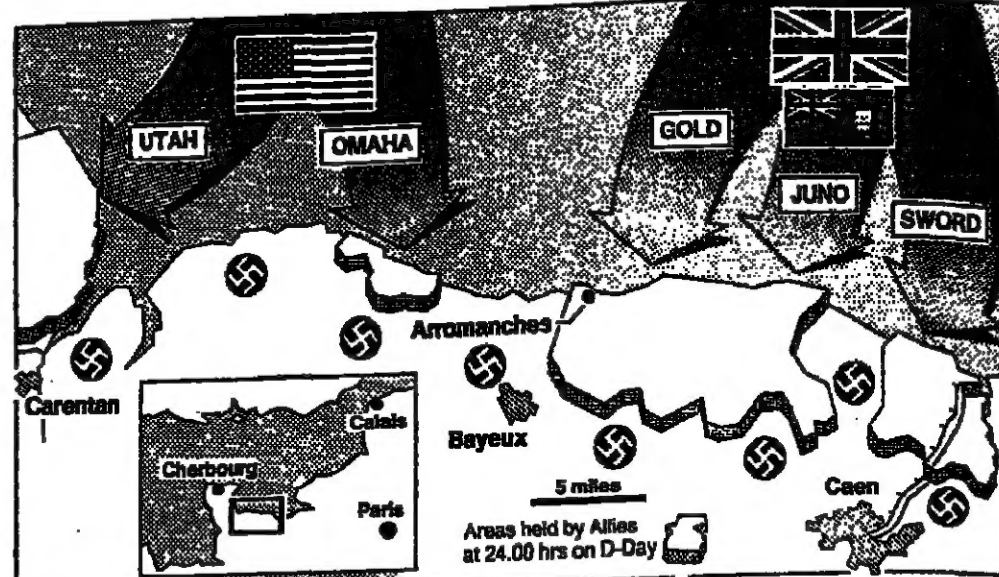 UTAH
OMAHA
GOLD
JUNO
SWORD
Arromanches
Carentan
Bayeux
Caen
Calais
Cherbourg
Paris
5 miles
Areas held by Allies
at 24.00 hrs on D-Day